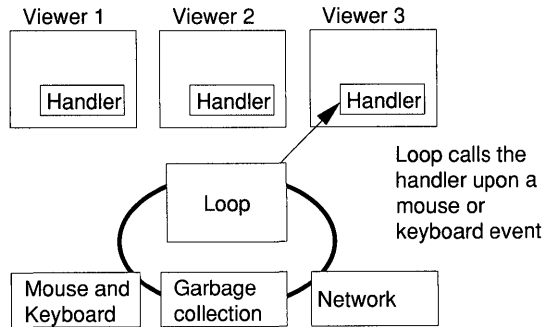 Viewer 1
Viewer 2
Viewer 3
Handler
Handler
Handler
Loop calls the
handler upon a
mouse or
keyboard event
Loop
Mouse and
Keyboard
Garbage
collection
Network